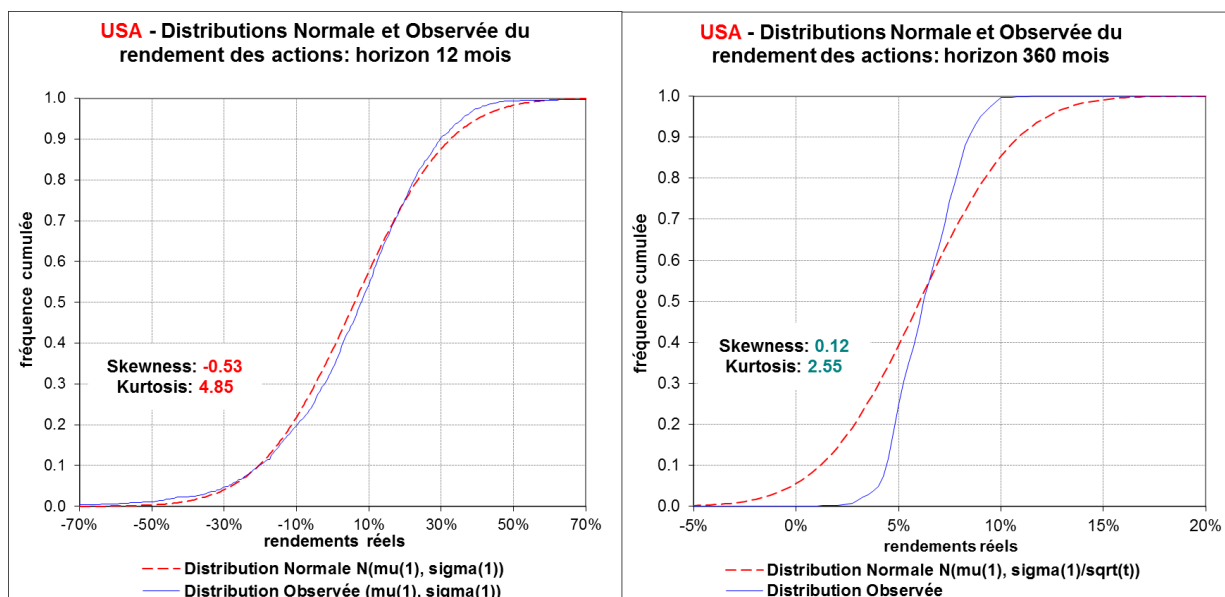 USA - Distributions Normale et Observée du
rendement des actions: horizon 12 mois
1.0
0.9
0.8
0.7
0.6
0.5
0.4
0.3
0.2
0.1
0.0
fréquence cumulée
Skewness: -0.53
Kurtosis: 4.85
-70% -50% -30% -10% 10% 30% 50% 70%
rendements réels
Distribution Normale N(mu(1), sigma(1))
Distribution Observée (mu(1), sigma(1))
USA - Distributions Normale et Observée du
rendement des actions: horizon 360 mois
1.0
0.9
0.8
0.7
0.6
0.5
0.4
0.3
0.2
0.1
0.0
fréquence cumulée
Skewness: 0.12
Kurtosis: 2.55
-5% 0% 5% 10% 15% 20%
rendements réels
Distribution Normale N(mu(1), sigma(1)/sqrt(t))
Distribution Observée